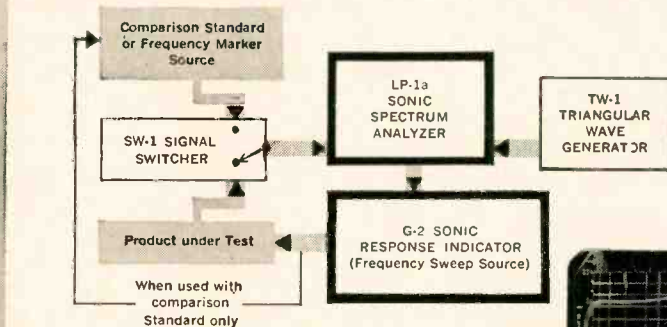 Comparison Standard
or Frequency Marker
Source
SW-1 SIGNAL
SWITCHER
LP-1a
SONIC
SPECTRUM
ANALYZER
TW-1
TRIANGULAR
WAVE
GENERATOR
Product under Test
G-2 SONIC
RESPONSE INDICATOR
(Frequency Sweep Source)
When used with
comparison
Standard only